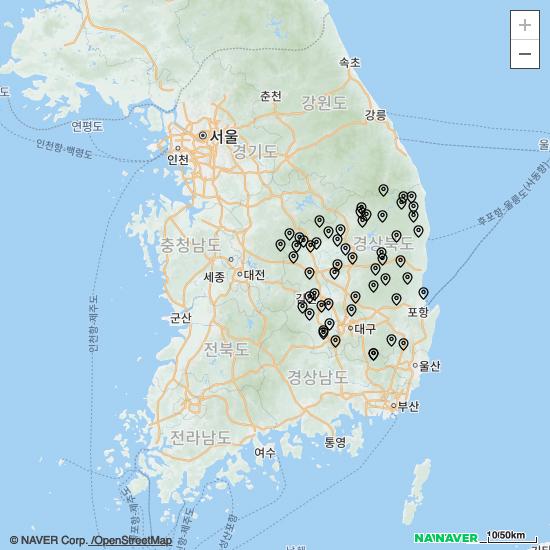 +
−
속초
춘천
강원도
강릉
도
연평도
서울
인천
경기도
인천항-백령도
울
후포항-울릉도(사동항)
충청남도
경상북도
세종
대전
인천항-제주도
군산
포항
대구
전라북도
경상남도
울산
부산
전라남도
여수
통영
© NAVER Corp. /OpenStreetMap
NAVER
10/50km